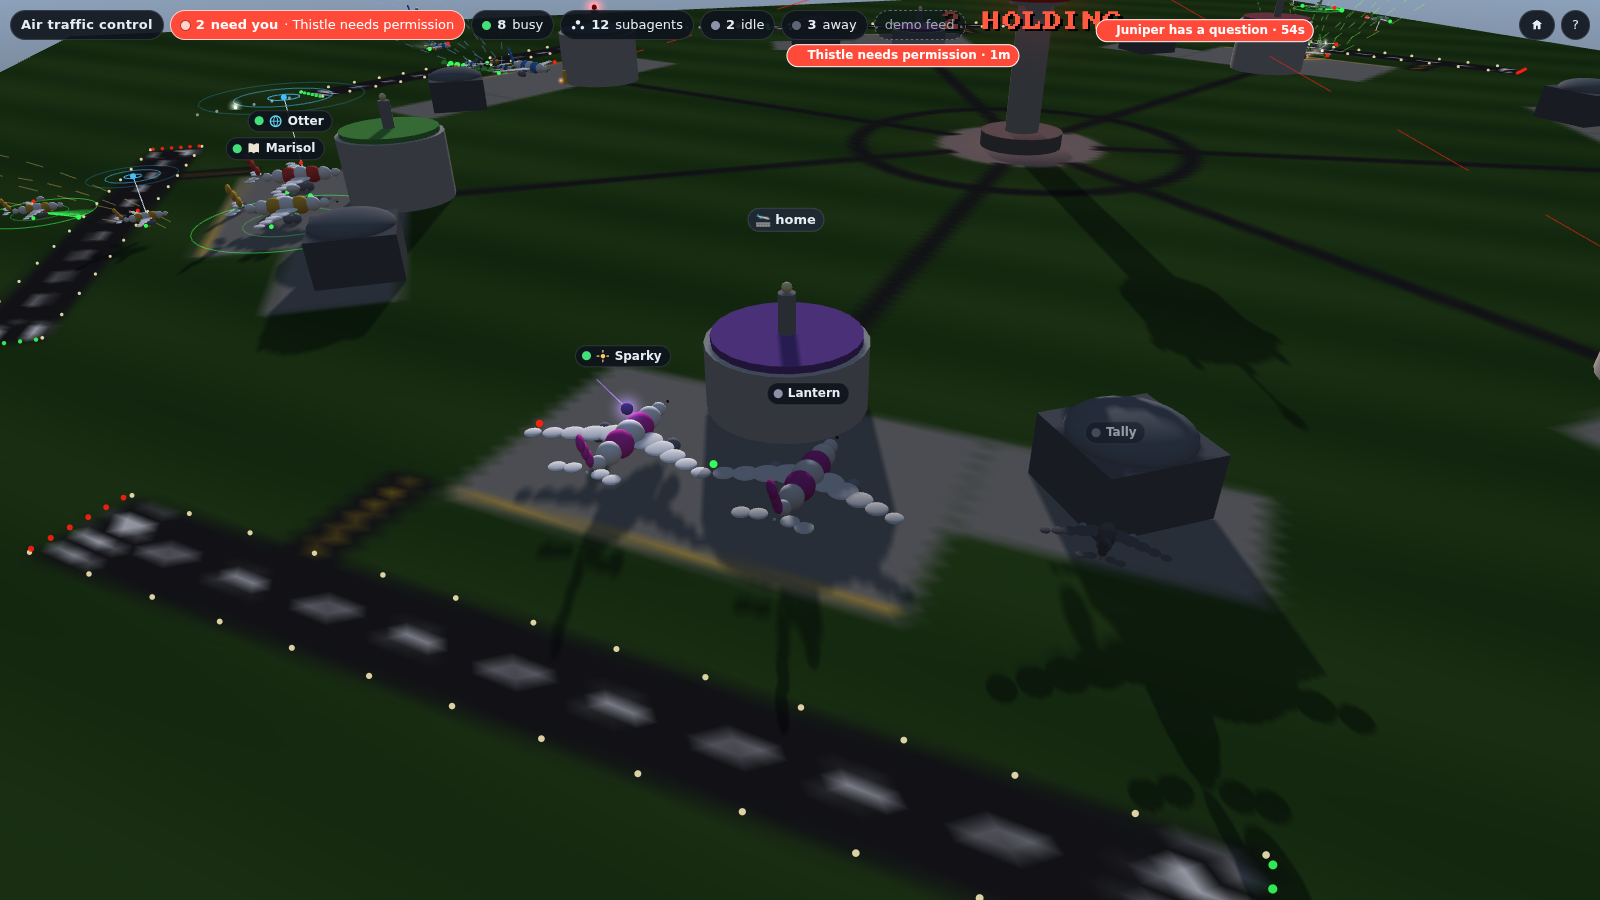 Air traffic control
2 need you · Thistle needs permission
8 busy
12 subagents
2 idle
3 away
demo feed
2 HOLDING
Juniper has a question · 54s
?
Thistle needs permission · 1m
Otter
Marisol
home
Sparky
Lantern
Tally